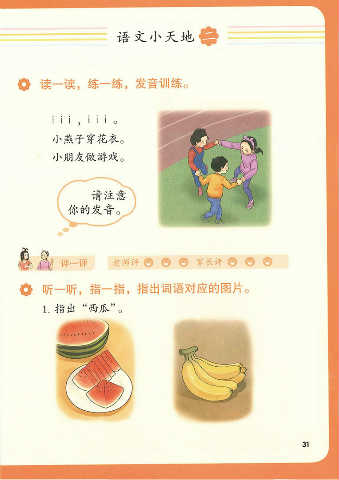 语文小天地 二
读一读，练一练，发音训练。
i i i，i i i。
小燕子穿花衣。
小朋友做游戏。
请注意
你的发音。
评一评 老师评 家长评
听一听，指一指，指出词语对应的图片。
1. 指出“西瓜”。
31